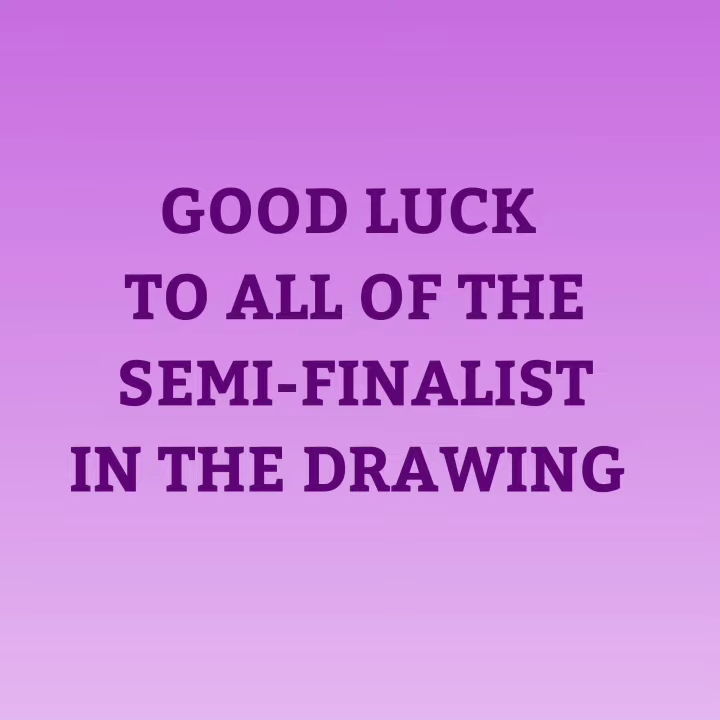 GOOD LUCK
TO ALL OF THE
SEMI-FINALIST
IN THE DRAWING